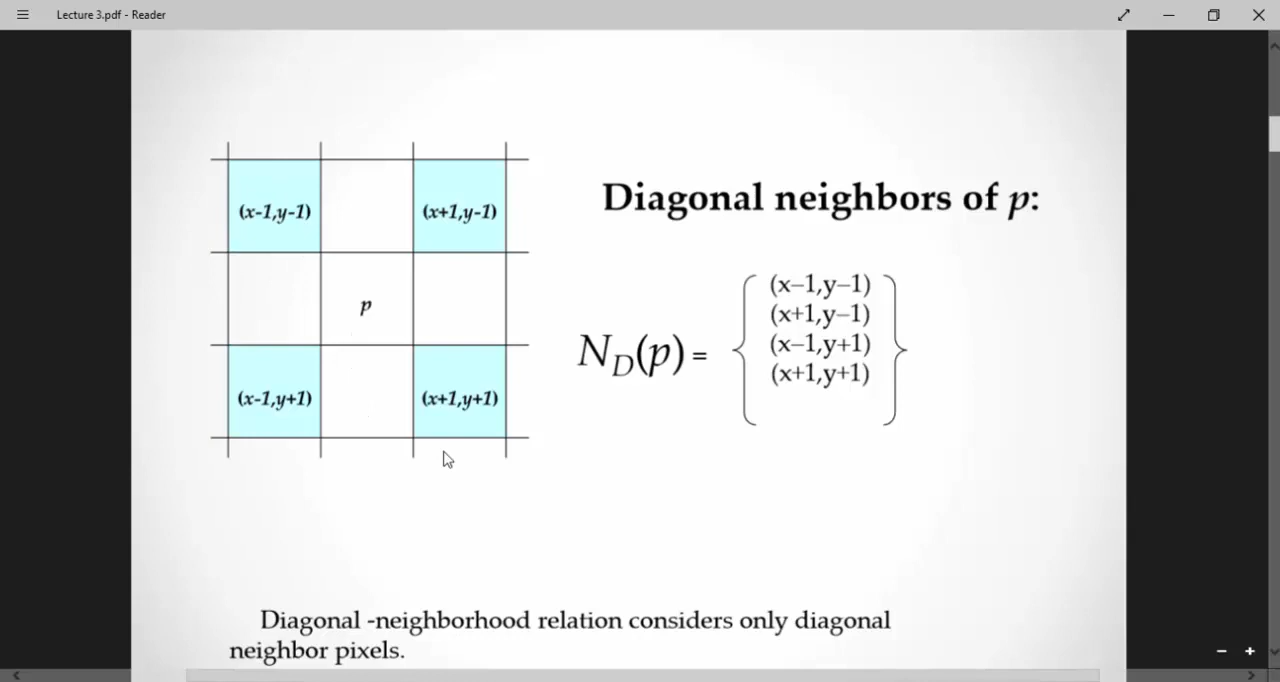 Lecture 3.pdf - Reader
(x-1,y-1) (x+1,y-1)
p
(x-1,y+1) (x+1,y+1)
Diagonal neighbors of p:
N_D(p) =
(x−1,y−1)
(x+1,y−1)
(x−1,y+1)
(x+1,y+1)
Diagonal -neighborhood relation considers only diagonal
neighbor pixels.